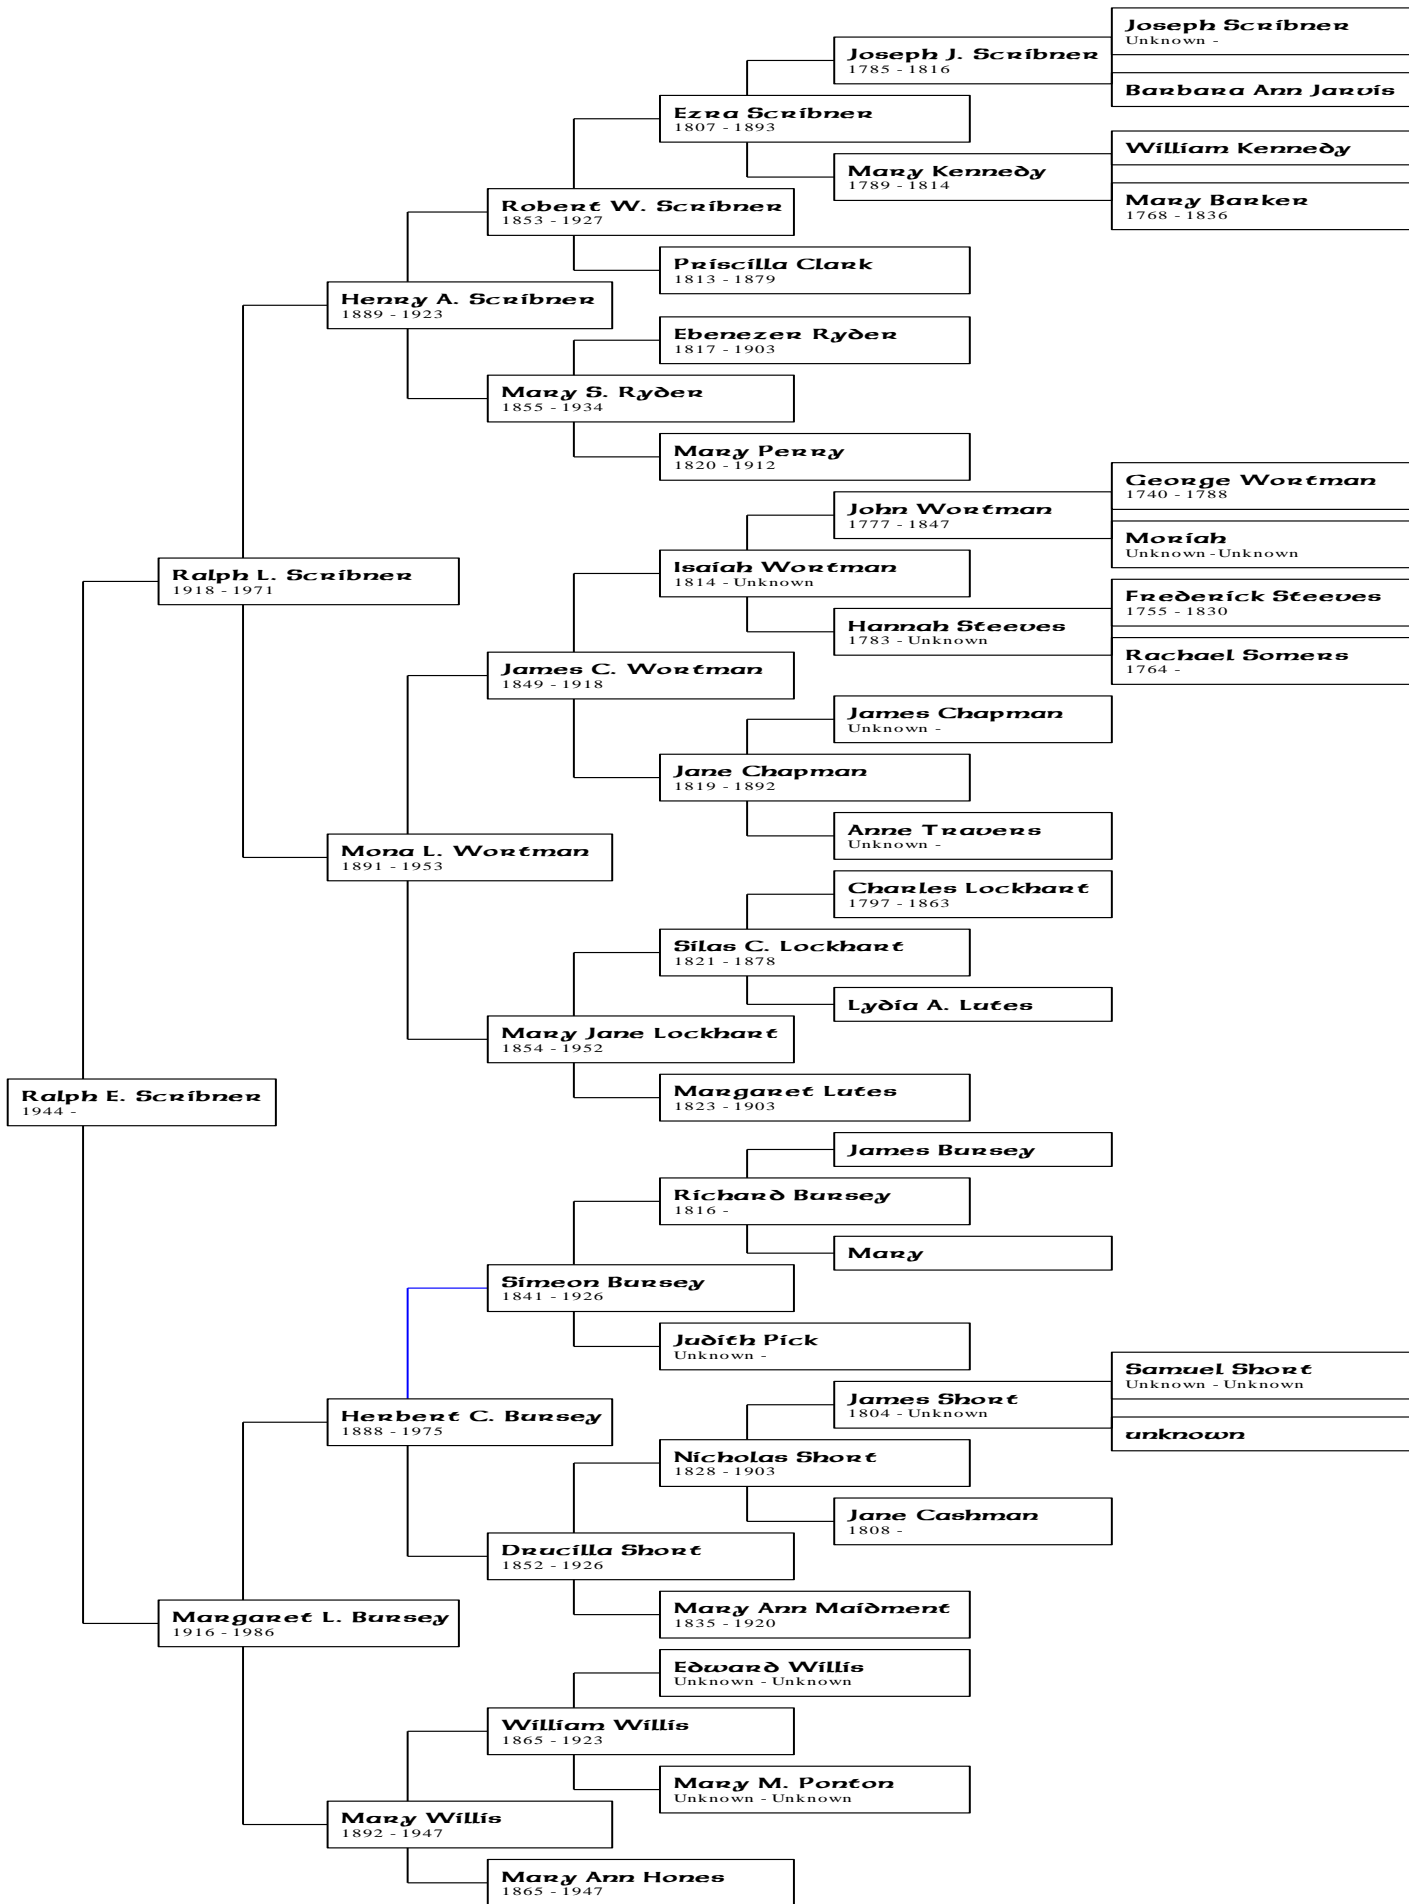 Joseph Scribner
Unknown -
Joseph J. Scribner
1785 - 1816
Barbara Ann Jarvis
Ezra Scribner
1807 - 1893
William Kennedy
Mary Kennedy
1789 - 1814
Mary Barker
1768 - 1836
Robert W. Scribner
1853 - 1927
Priscilla Clark
1813 - 1879
Henry A. Scribner
1889 - 1923
Ebenezer Ryder
1817 - 1903
Mary S. Ryder
1855 - 1934
Mary Perry
1820 - 1912
George Wortman
1740 - 1788
John Wortman
1777 - 1847
Moriah
Unknown - Unknown
Isaiah Wortman
1814 - Unknown
Ralph L. Scribner
1918 - 1971
Frederick Steeves
1755 - 1830
Hannah Steeves
1783 - Unknown
Rachael Somers
1764 -
James C. Wortman
1849 - 1918
James Chapman
Unknown -
Jane Chapman
1819 - 1892
Anne Travers
Unknown -
Mona L. Wortman
1891 - 1953
Charles Lockhart
1797 - 1863
Silas C. Lockhart
1821 - 1878
Lydia A. Lutes
Mary Jane Lockhart
1854 - 1952
Margaret Lutes
1823 - 1903
Ralph E. Scribner
1944 -
James Bursey
Richard Bursey
1816 -
Mary
Simeon Bursey
1841 - 1926
Judith Pick
Unknown -
Samuel Short
Unknown - Unknown
James Short
1804 - Unknown
Herbert C. Bursey
1888 - 1975
unknown
Nicholas Short
1828 - 1903
Jane Cashman
1808 -
Drucilla Short
1852 - 1926
Mary Ann Maidment
1835 - 1920
Margaret L. Bursey
1916 - 1986
Edward Willis
Unknown - Unknown
William Willis
1865 - 1923
Mary M. Ponton
Unknown - Unknown
Mary Willis
1892 - 1947
Mary Ann Hones
1865 - 1947